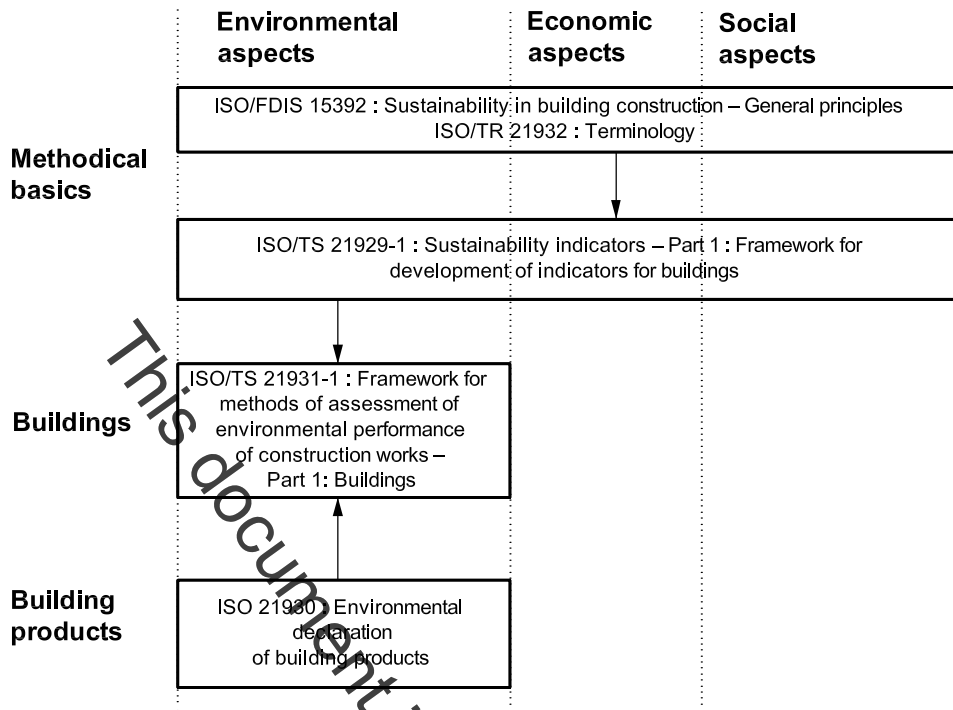 Environmental
aspects
Economic
aspects
Social
aspects
Methodical
basics
ISO/FDIS 15392 : Sustainability in building construction – General principles
ISO/TR 21932 : Terminology
ISO/TS 21929-1 : Sustainability indicators – Part 1 : Framework for
development of indicators for buildings
Buildings
ISO/TS 21931-1 : Framework for
methods of assessment of
environmental performance
of construction works –
Part 1: Buildings
Building
products
ISO 21930 : Environmental
declaration
of building products
This document